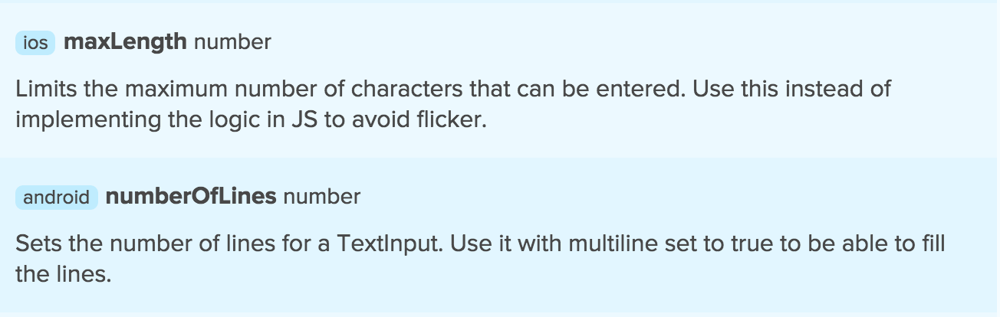 ios maxLength number
Limits the maximum number of characters that can be entered. Use this instead of
implementing the logic in JS to avoid flicker.
android numberOfLines number
Sets the number of lines for a TextInput. Use it with multiline set to true to be able to fill
the lines.